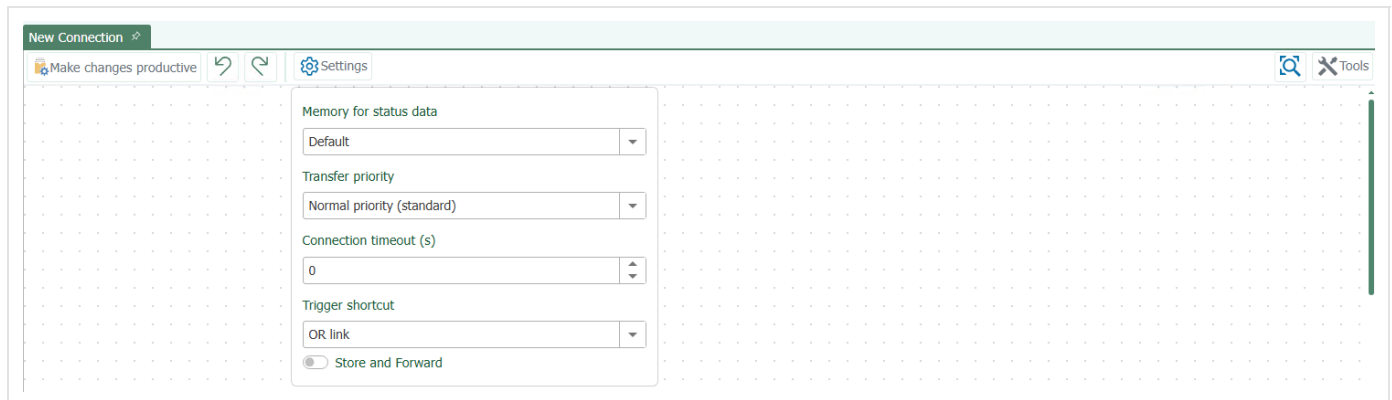 New Connection
Make changes productive Settings Tools
Memory for status data
Default
Transfer priority
Normal priority (standard)
Connection timeout (s)
0
Trigger shortcut
OR link
Store and Forward